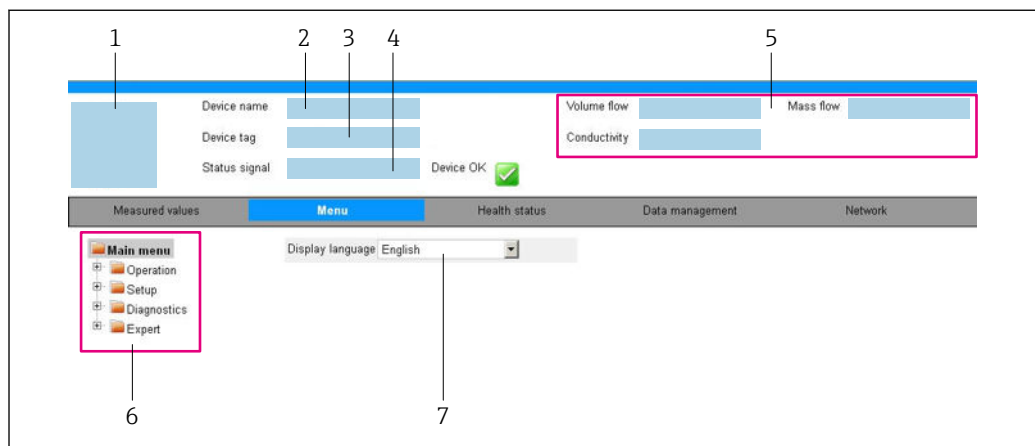 1 2 3 4 5
Device name Volume flow Mass flow
Device tag Conductivity
Status signal Device OK
Measured values Menu Health status Data management Network
Main menu Display language English
Operation
Setup
Diagnostics
Expert
6 7